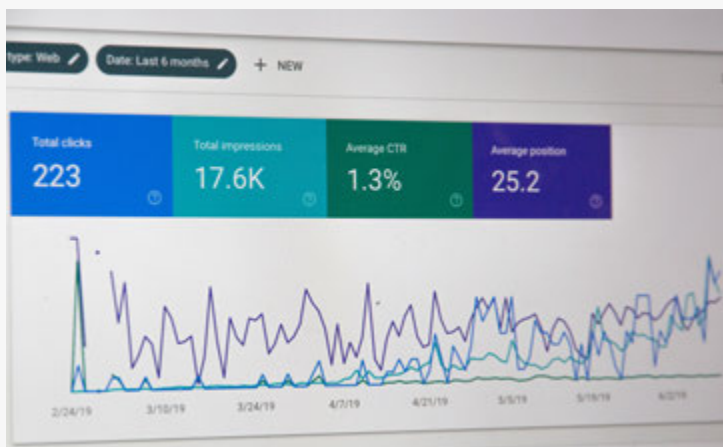 type: Web Date: Last 6 months + NEW
Total clicks Total impressions Average CTR Average position
223 17.6K 1.3% 25.2
2/24/19 3/10/19 3/24/19 4/7/19 4/21/19 5/5/19 5/19/19 6/2/19